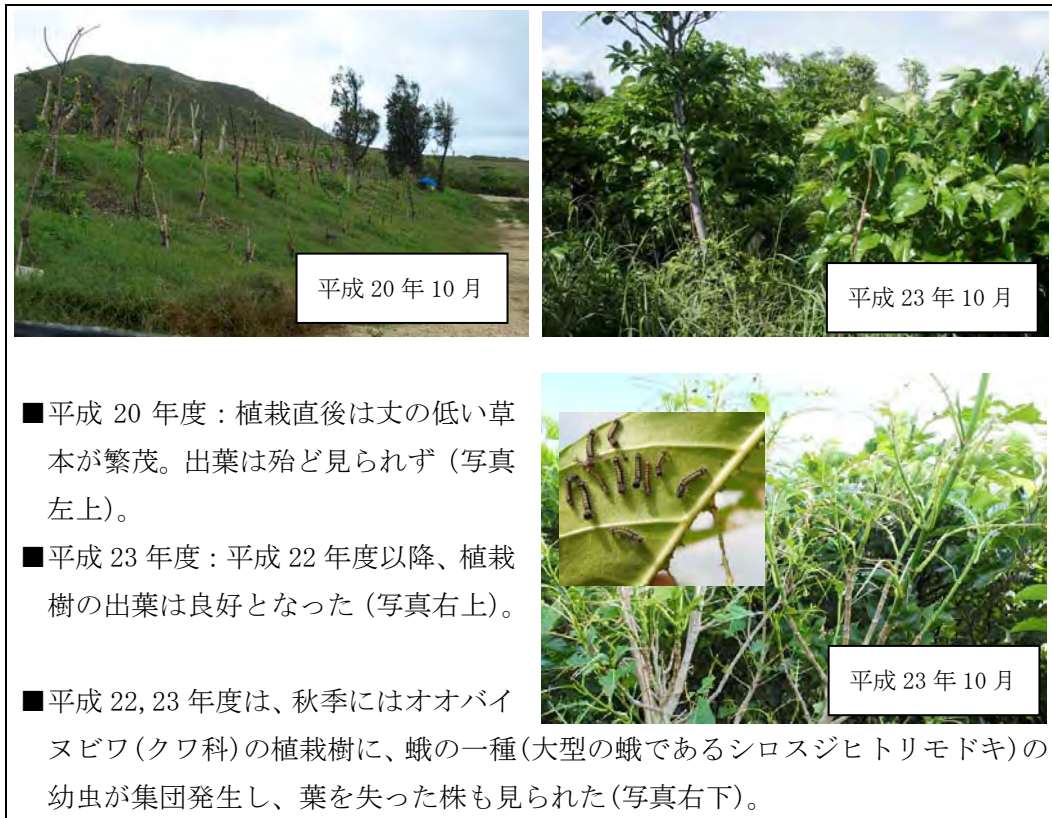 平成 20 年 10 月
平成 23 年 10 月
■平成 20 年度：植栽直後は丈の低い草
本が繁茂。出葉は殆ど見られず（写真
左上）。
■平成 23 年度：平成 22 年度以降、植栽
樹の出葉は良好となった（写真右上）。
平成 23 年 10 月
■平成 22,23 年度は、秋季にはオオバイ
ヌビワ(クワ科)の植栽樹に、蛾の一種(大型の蛾であるシロスジヒトリモドキ)の
幼虫が集団発生し、葉を失った株も見られた(写真右下)。